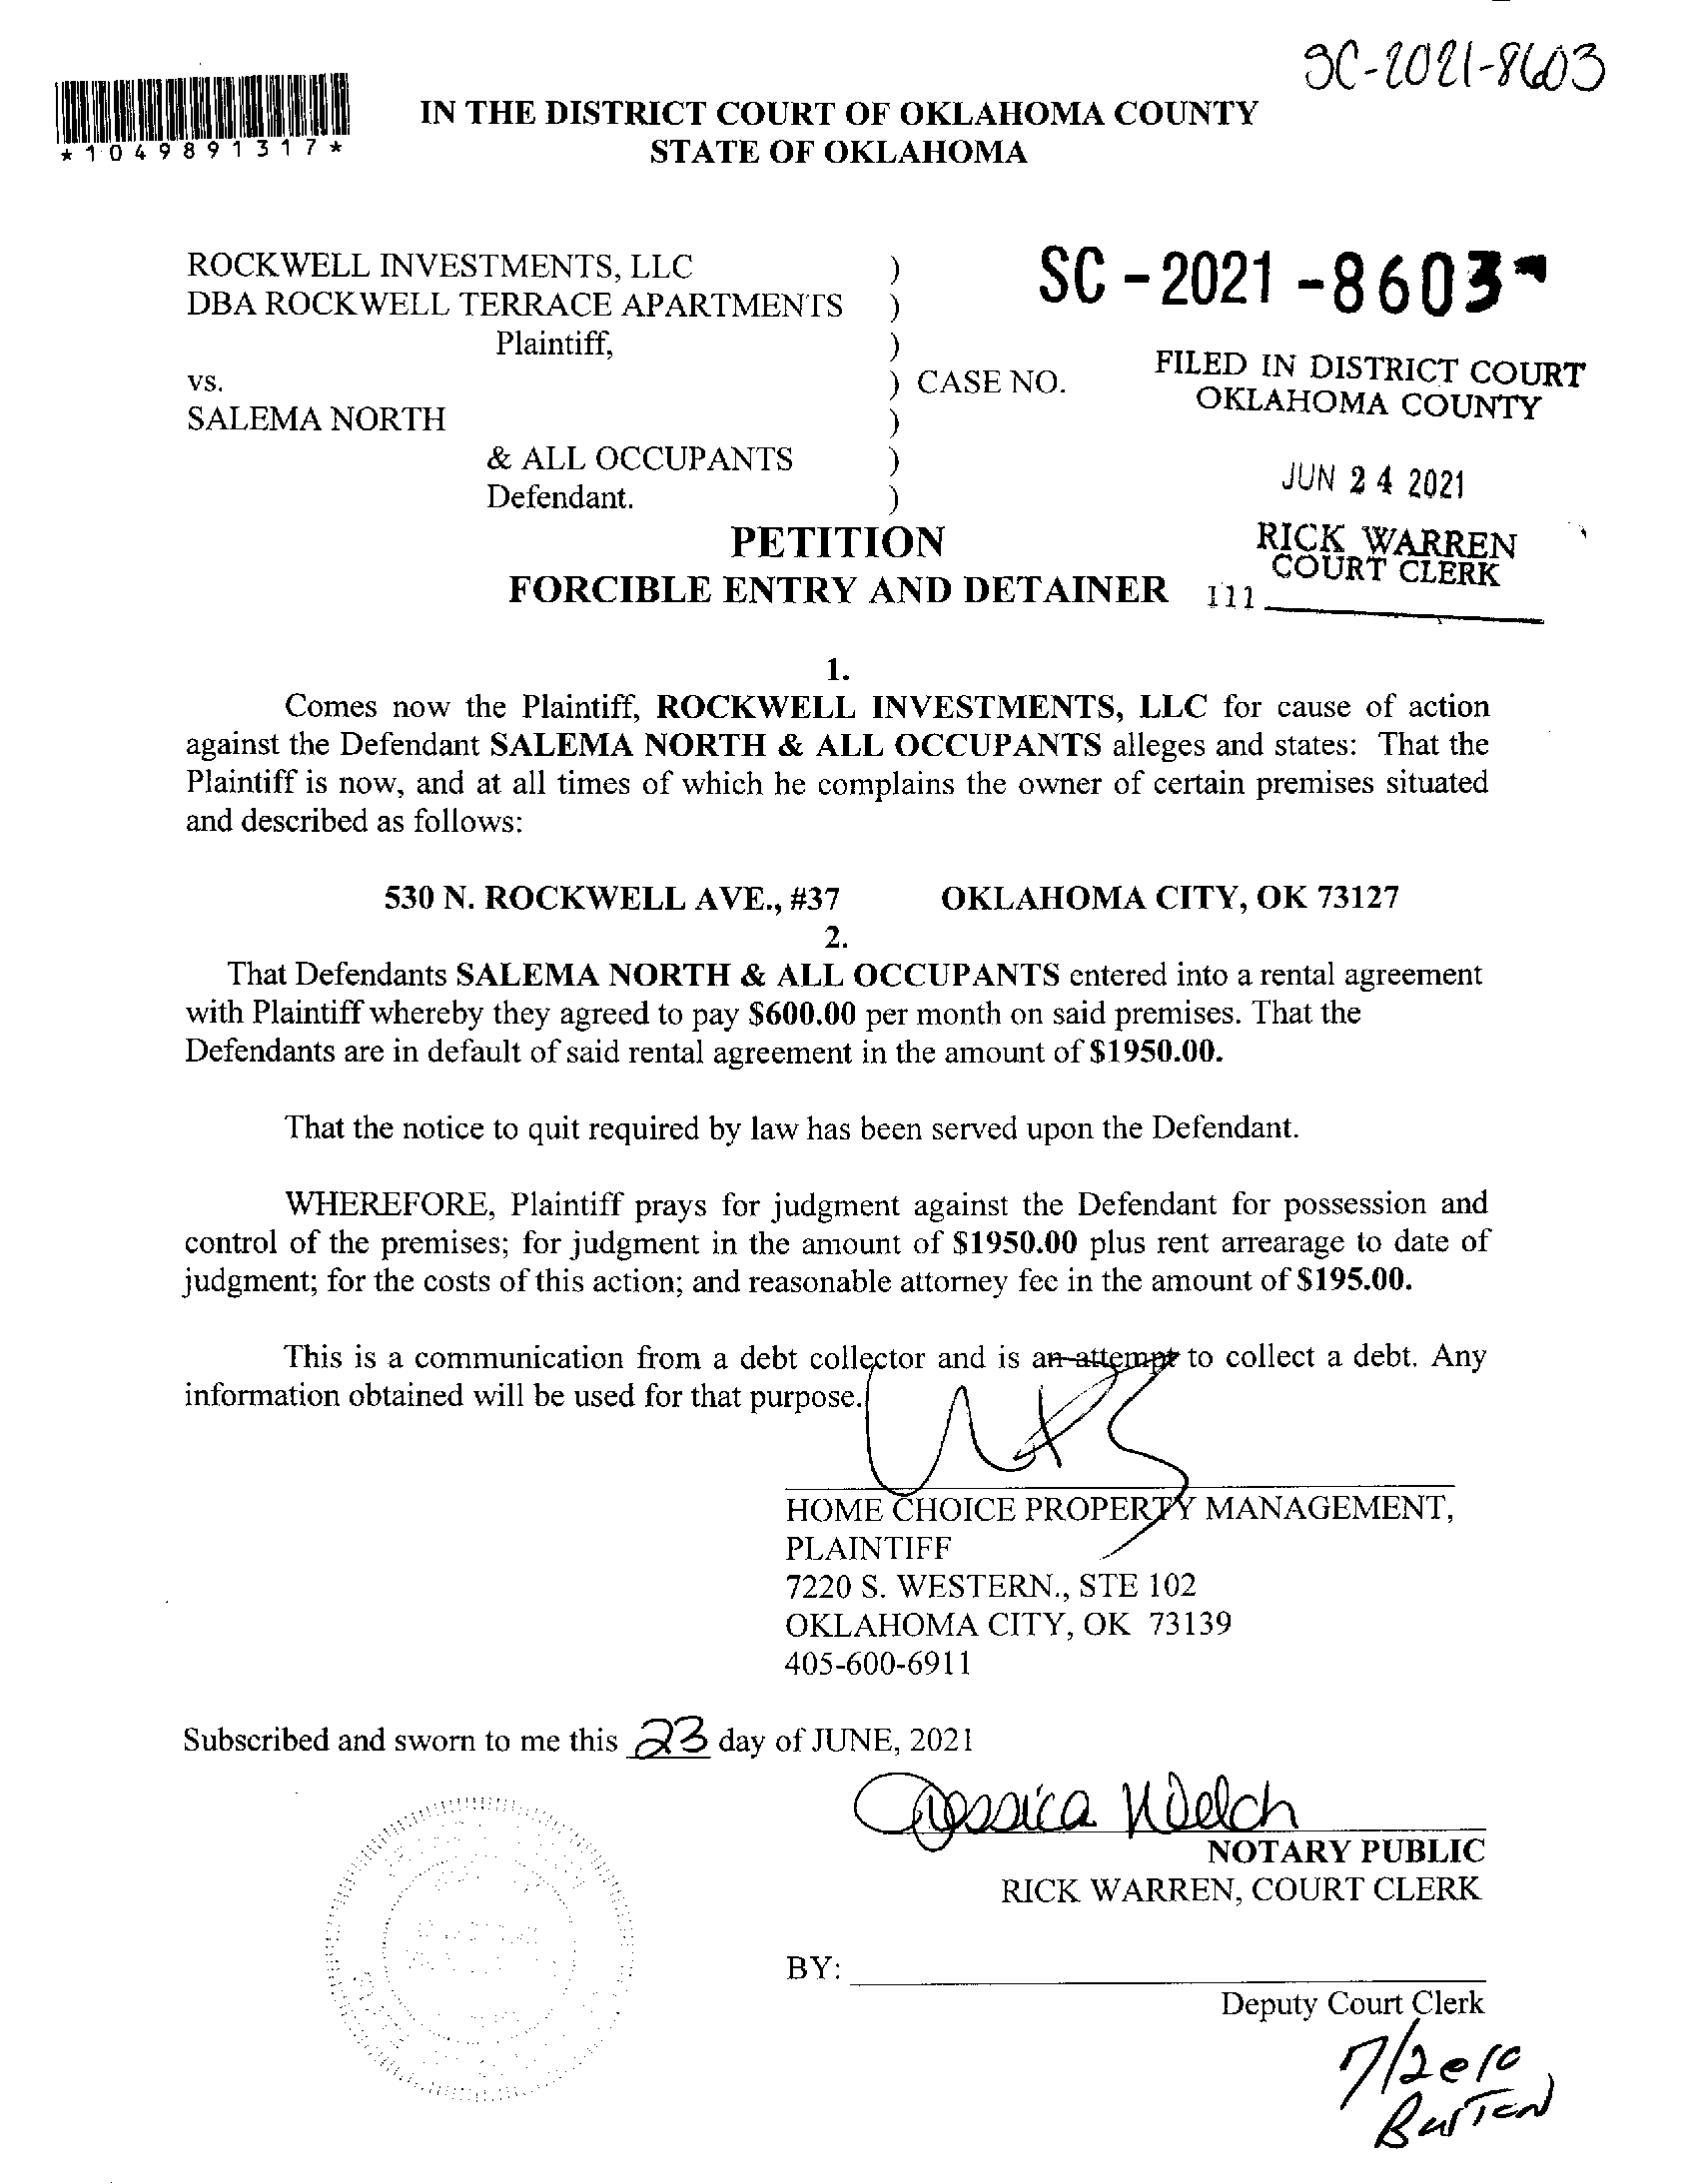 SC-2021-8603
*1049891317*
IN THE DISTRICT COURT OF OKLAHOMA COUNTY
STATE OF OKLAHOMA
ROCKWELL INVESTMENTS, LLC )
DBA ROCKWELL TERRACE APARTMENTS )
Plaintiff, )
vs. ) CASE NO.
SALEMA NORTH )
& ALL OCCUPANTS )
Defendant. )
SC-2021-8603
FILED IN DISTRICT COURT
OKLAHOMA COUNTY
JUN 24 2021
RICK WARREN
COURT CLERK
111
PETITION
FORCIBLE ENTRY AND DETAINER
1.
Comes now the Plaintiff, ROCKWELL INVESTMENTS, LLC for cause of action
against the Defendant SALEMA NORTH & ALL OCCUPANTS alleges and states: That the
Plaintiff is now, and at all times of which he complains the owner of certain premises situated
and described as follows:
530 N. ROCKWELL AVE., #37 OKLAHOMA CITY, OK 73127
2.
That Defendants SALEMA NORTH & ALL OCCUPANTS entered into a rental agreement
with Plaintiff whereby they agreed to pay $600.00 per month on said premises. That the
Defendants are in default of said rental agreement in the amount of $1950.00.
That the notice to quit required by law has been served upon the Defendant.
WHEREFORE, Plaintiff prays for judgment against the Defendant for possession and
control of the premises; for judgment in the amount of $1950.00 plus rent arrearage to date of
judgment; for the costs of this action; and reasonable attorney fee in the amount of $195.00.
This is a communication from a debt collector and is an attempt to collect a debt. Any
information obtained will be used for that purpose.
HOME CHOICE PROPERTY MANAGEMENT,
PLAINTIFF
7220 S. WESTERN., STE 102
OKLAHOMA CITY, OK 73139
405-600-6911
Subscribed and sworn to me this 23 day of JUNE, 2021
Jessica Welch
NOTARY PUBLIC
RICK WARREN, COURT CLERK
BY:
Deputy Court Clerk
Burton